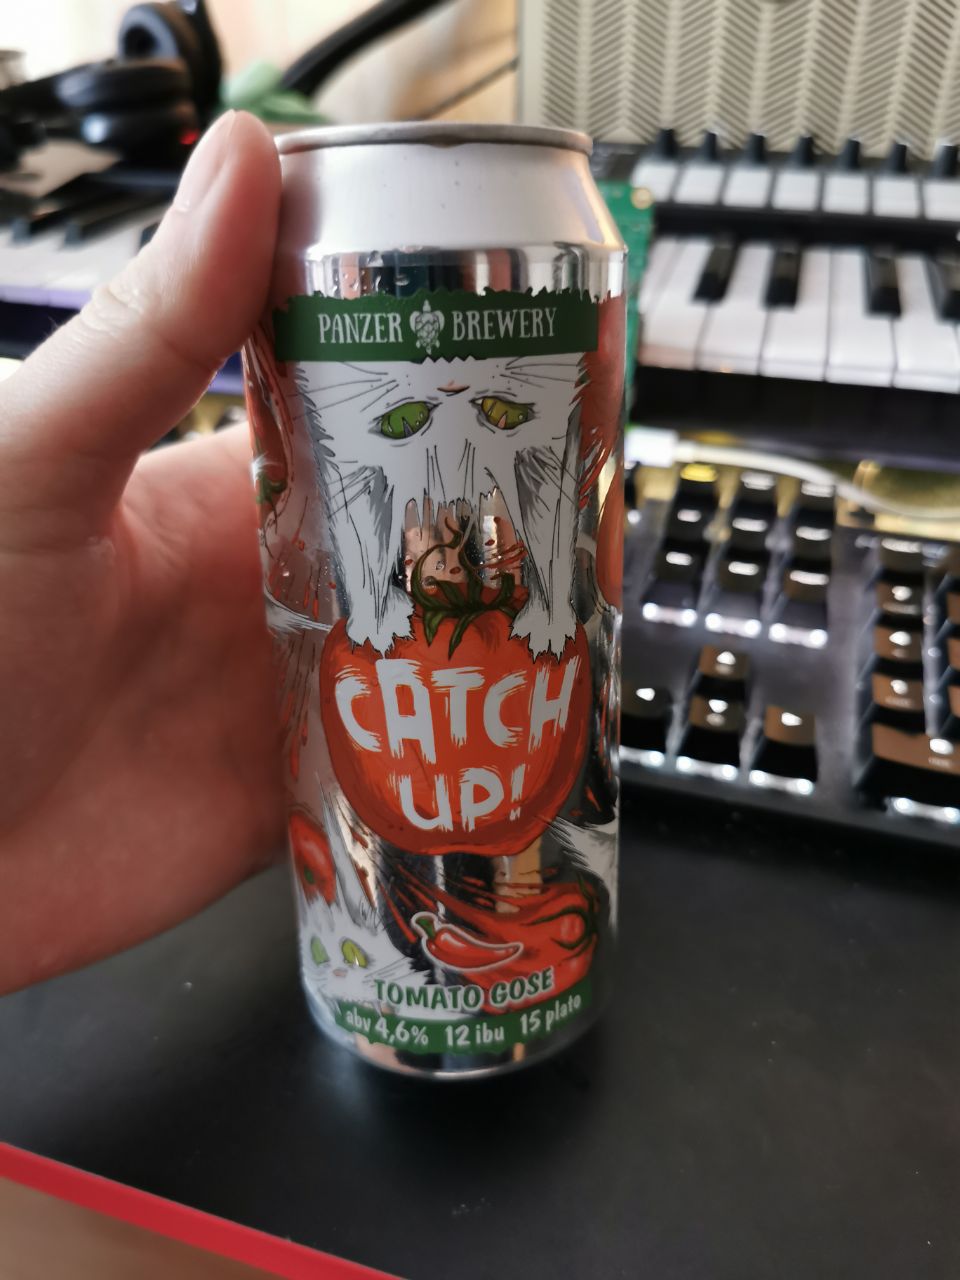 PANZER BREWERY
CATCH
UP!
TOMATO GOSE
abv 4,6% 12 ibu 15 plato